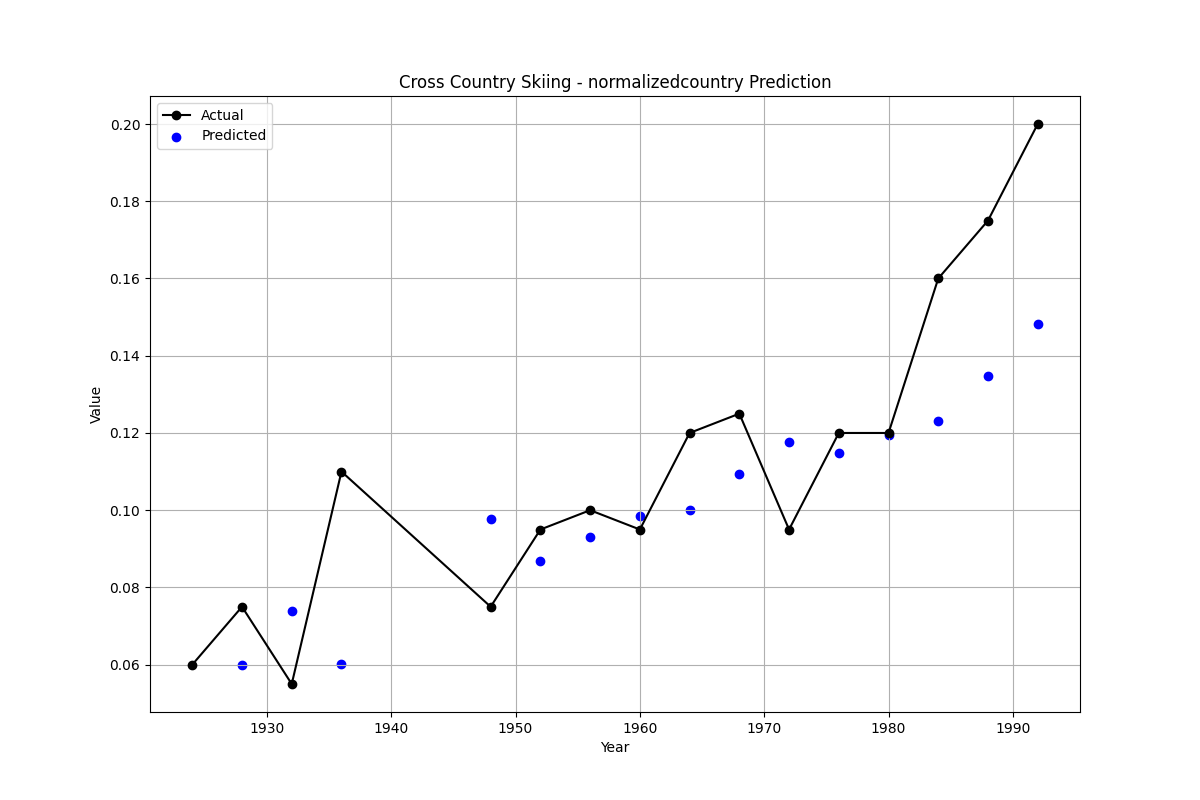 Cross Country Skiing - normalizedcountry Prediction
Actual
Predicted
0.20
0.18
0.16
0.14
0.12
0.10
0.08
0.06
Value
1930 1940 1950 1960 1970 1980 1990
Year